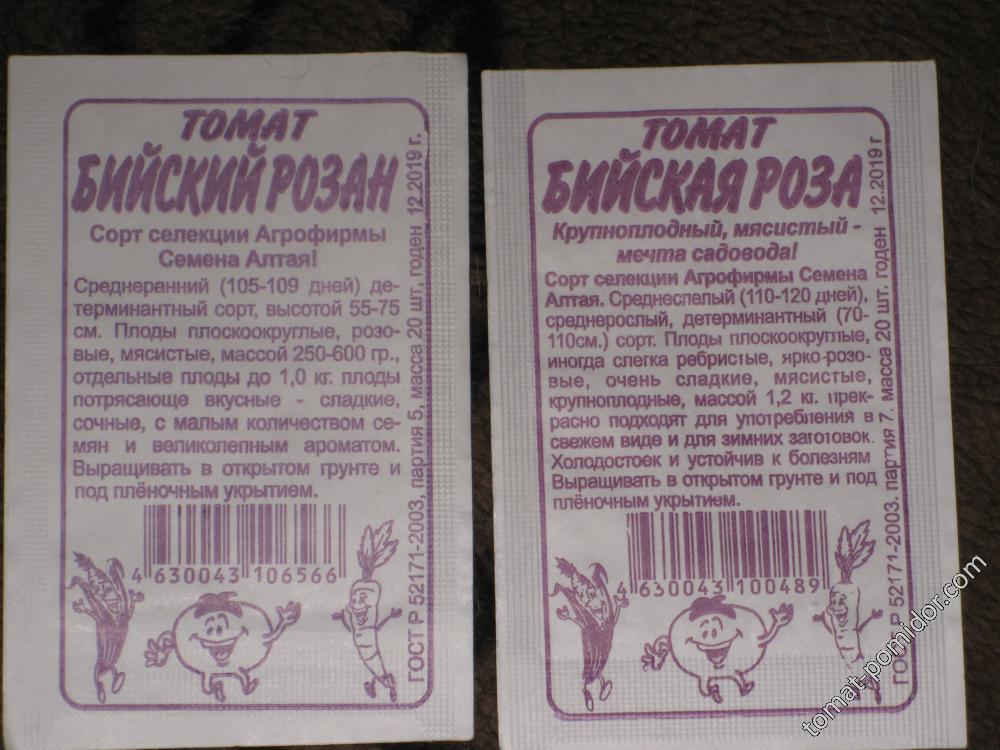 ТОМАТ
БИЙСКИЙ РОЗАН
Сорт селекции Агрофирмы
Семена Алтая!
Среднеранний (105-109 дней) де-
терминантный сорт, высотой 55-75
см. Плоды плоскоокруглые, розо-
вые, мясистые, массой 250-600 гр.,
отдельные плоды до 1,0 кг. плоды
потрясающе вкусные - сладкие,
сочные, с малым количеством се-
мян и великолепным ароматом.
Выращивать в открытом грунте и
под плёночным укрытием.
4 630043 106566
ГОСТ Р 52171-2003, партия 5, масса 20 шт, годен 12.2019 г.
ТОМАТ
БИЙСКАЯ РОЗА
Крупноплодный, мясистый -
мечта садовода!
Сорт селекции Агрофирмы Семена
Алтая. Среднеспелый (110-120 дней),
среднерослый, детерминантный (70-
110см.) сорт. Плоды плоскоокруглые,
иногда слегка ребристые, ярко-розо-
вые, очень сладкие, мясистые,
крупноплодные, массой 1,2 кг. прек-
расно подходят для употребления в
свежем виде и для зимних заготовок.
Холодостоек и устойчив к болезням
Выращивать в открытом грунте и под
плёночным укрытием.
4 630043 100489
ГОСТ Р 52171-2003. партия 7. масса 20 шт. годен 12.2019 г
tomat-pomidor.com